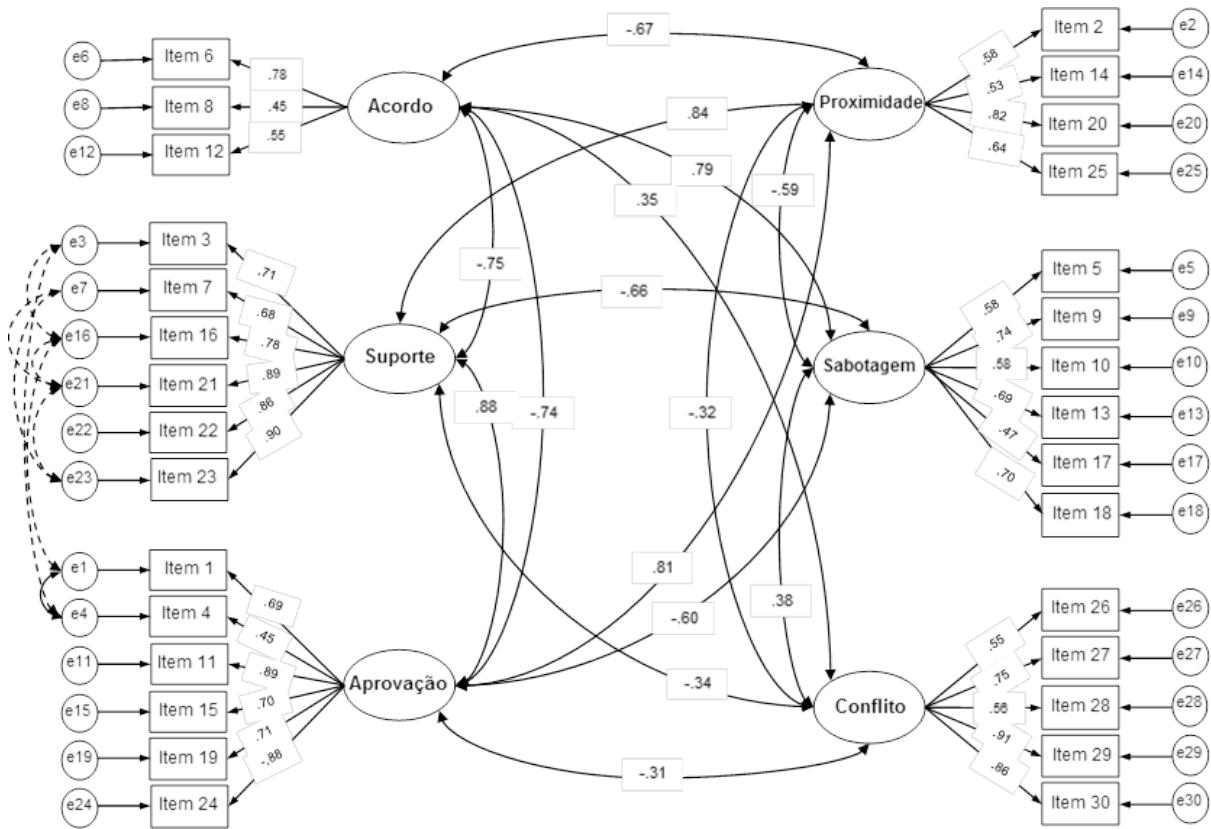 e6
Item 6
.78
e8
Item 8
.45
e12
Item 12
.55
Acordo
-.67
Proximidade
.58
Item 2
e2
.53
Item 14
e14
.82
Item 20
e20
.64
Item 25
e25
.84
.79
.35
-.59
e3
Item 3
.71
e7
Item 7
.68
e16
Item 16
.78
e21
Item 21
.89
e22
Item 22
.86
e23
Item 23
.90
Suporte
-.75
-.66
Sabotagem
.58
Item 5
e5
.74
Item 9
e9
.58
Item 10
e10
.69
Item 13
e13
.47
Item 17
e17
.70
Item 18
e18
.88
-.74
-.32
e1
Item 1
.69
e4
Item 4
.45
e11
Item 11
.89
e15
Item 15
.70
e19
Item 19
.71
e24
Item 24
-,88
Aprovação
.81
.38
-.60
-.34
-.31
Conflito
.55
Item 26
e26
.75
Item 27
e27
.56
Item 28
e28
.91
Item 29
e29
.86
Item 30
e30